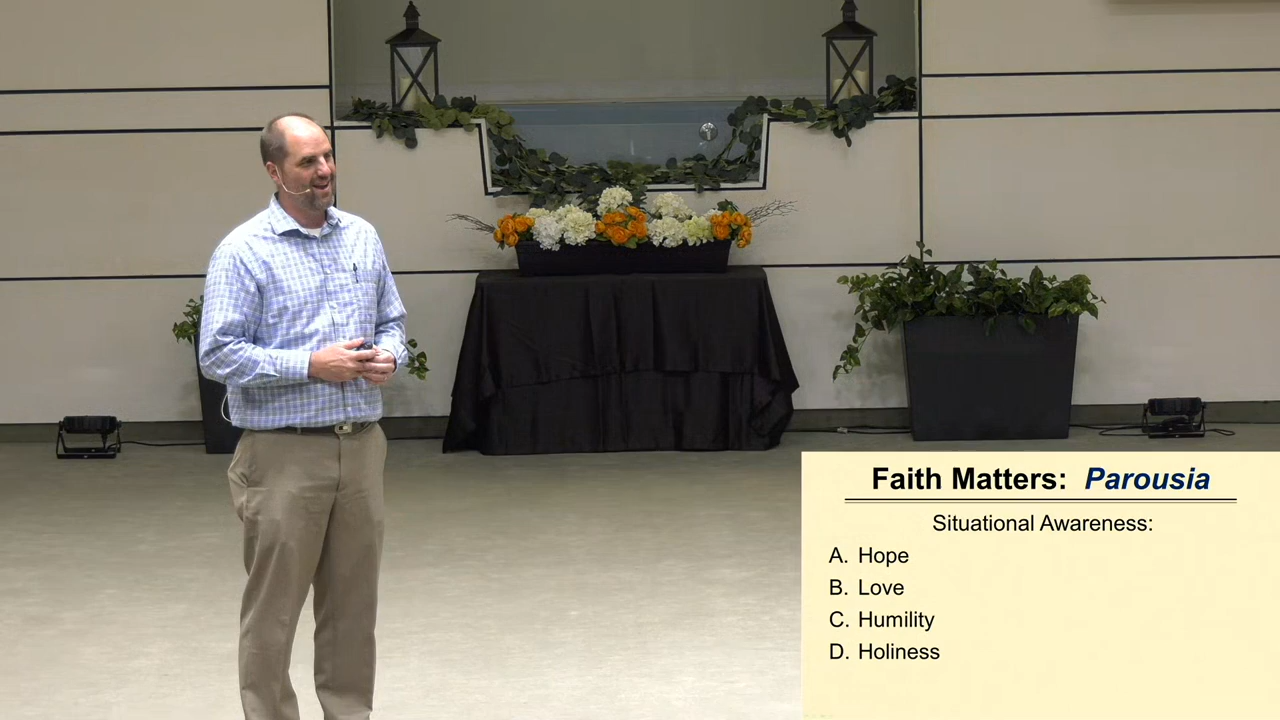 Faith Matters: Parousia
Situational Awareness:
A. Hope
B. Love
C. Humility
D. Holiness